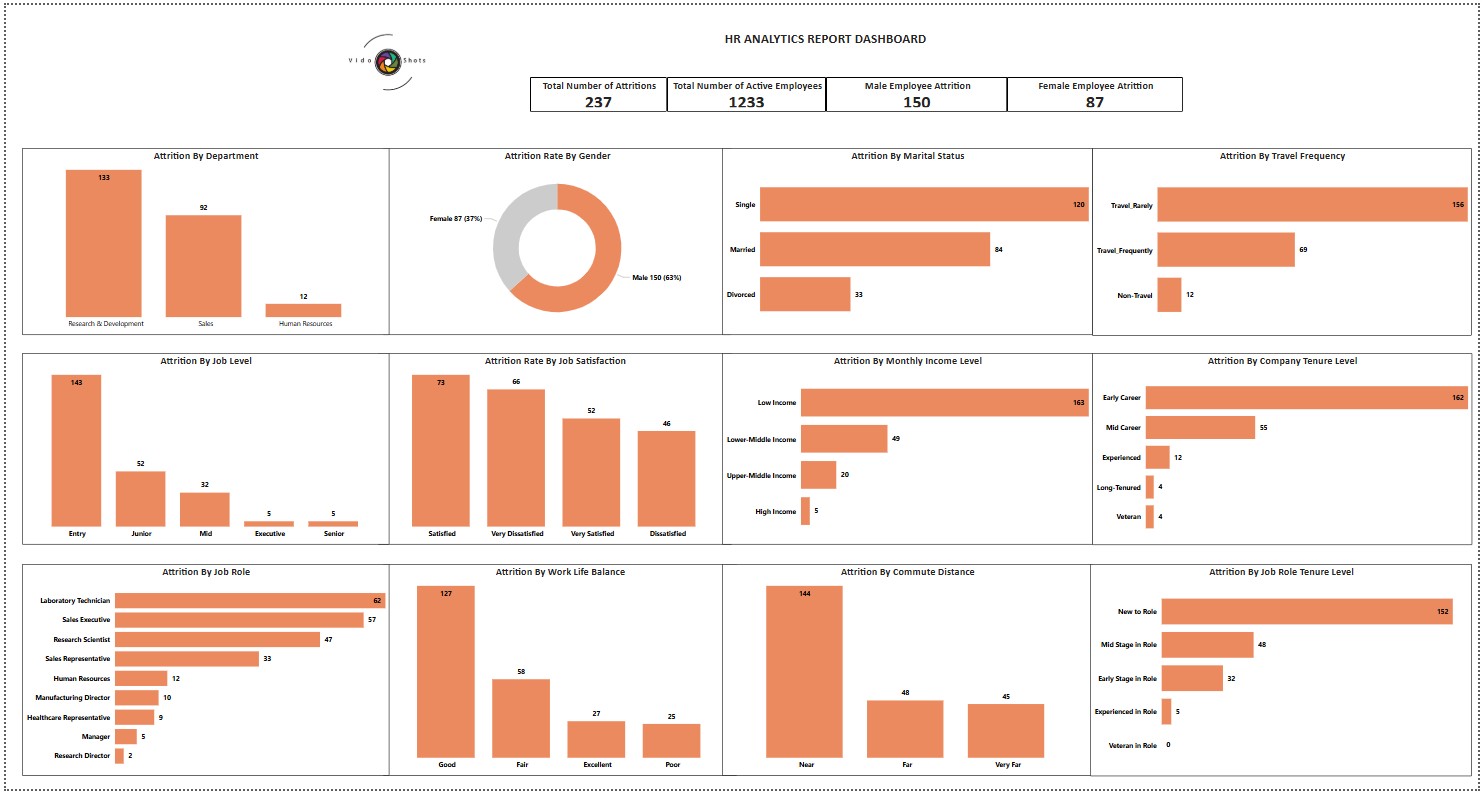 HR ANALYTICS REPORT DASHBOARD
Vido Shots
Total Number of Attritions
237
Total Number of Active Employees
1233
Male Employee Attrition
150
Female Employee Atrittion
87
Attrition By Department
133
92
12
Research & Development
Sales
Human Resources
Attrition Rate By Gender
Female 87 (37%)
Male 150 (63%)
Attrition By Marital Status
Single 120
Married 84
Divorced 33
Attrition By Travel Frequency
Travel_Rarely 156
Travel_Frequently 69
Non-Travel 12
Attrition By Job Level
143
52
32
5
5
Entry
Junior
Mid
Executive
Senior
Attrition Rate By Job Satisfaction
73
66
52
46
Satisfied
Very Dissatisfied
Very Satisfied
Dissatisfied
Attrition By Monthly Income Level
Low Income 163
Lower-Middle Income 49
Upper-Middle Income 20
High Income 5
Attrition By Company Tenure Level
Early Career 162
Mid Career 55
Experienced 12
Long-Tenured 4
Veteran 4
Attrition By Job Role
Laboratory Technician 62
Sales Executive 57
Research Scientist 47
Sales Representative 33
Human Resources 12
Manufacturing Director 10
Healthcare Representative 9
Manager 5
Research Director 2
Attrition By Work Life Balance
127
58
27
25
Good
Fair
Excellent
Poor
Attrition By Commute Distance
144
48
45
Near
Far
Very Far
Attrition By Job Role Tenure Level
New to Role 152
Mid Stage in Role 48
Early Stage in Role 32
Experienced in Role 5
Veteran in Role 0